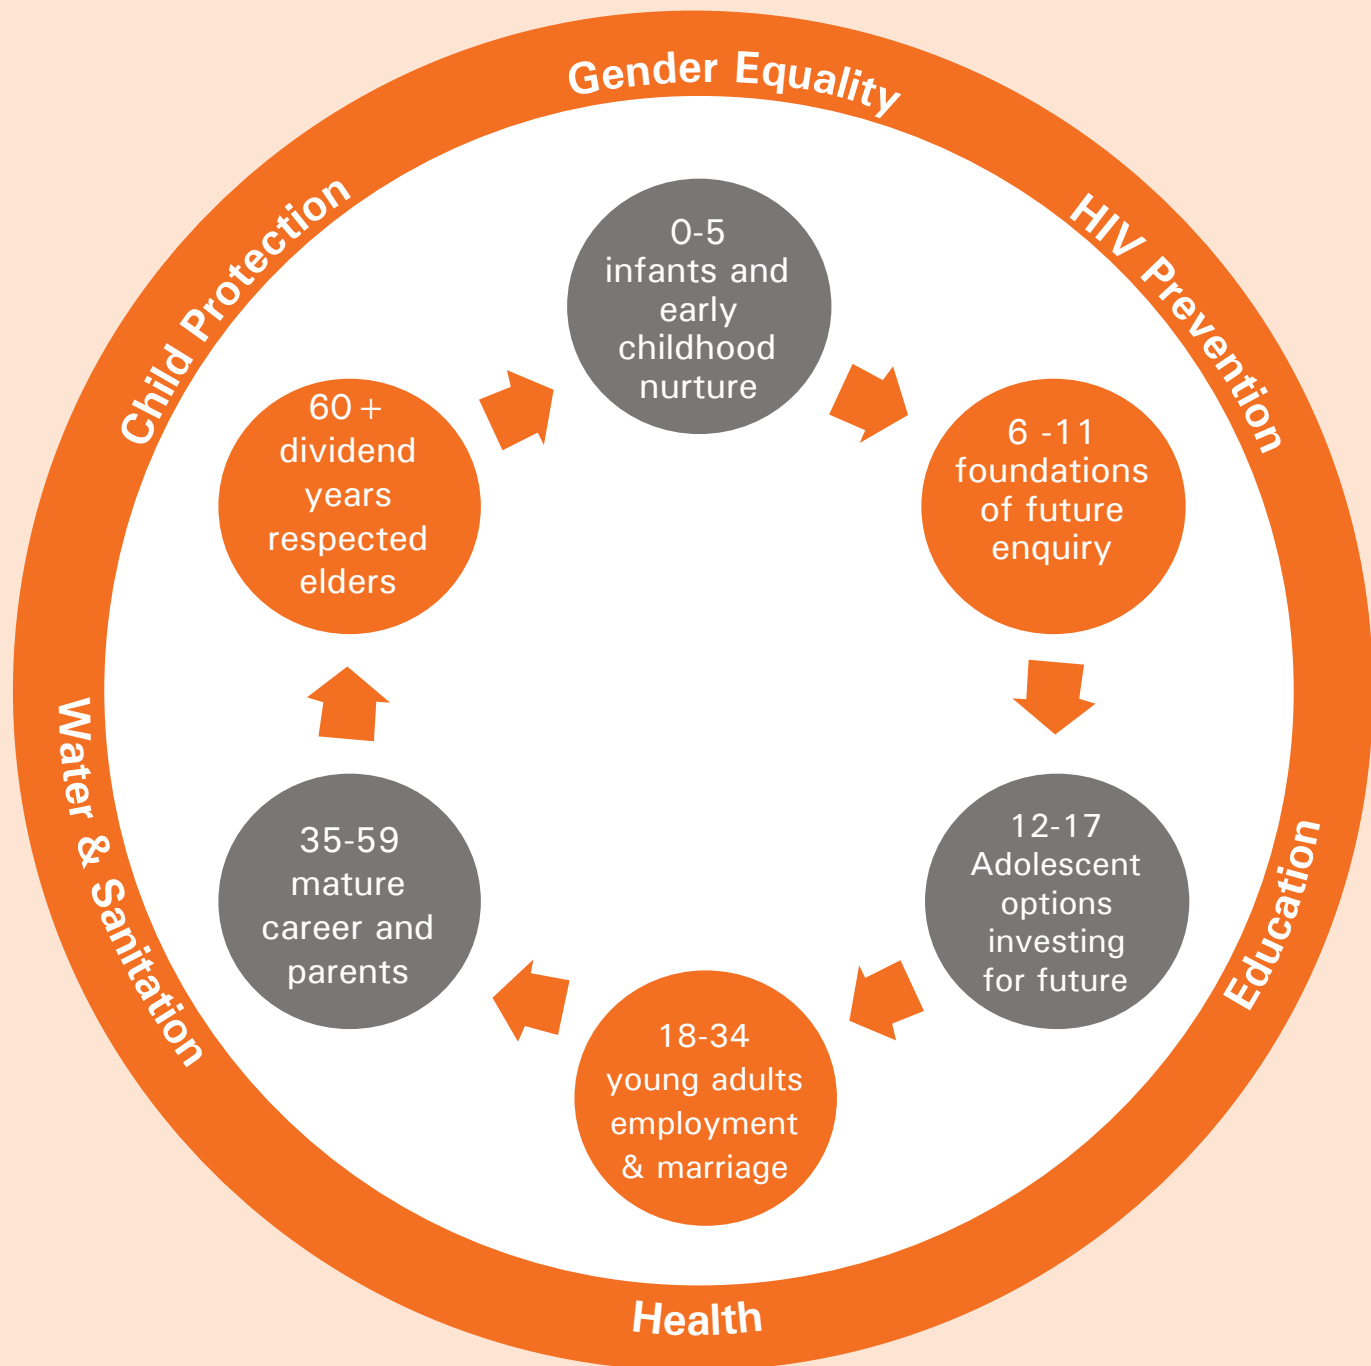 Gender Equality
HIV Prevention
Education
Health
Water & Sanitation
Child Protection
0-5
infants and
early
childhood
nurture
6 -11
foundations
of future
enquiry
12-17
Adolescent
options
investing
for future
18-34
young adults
employment
& marriage
35-59
mature
career and
parents
60+
dividend
years
respected
elders